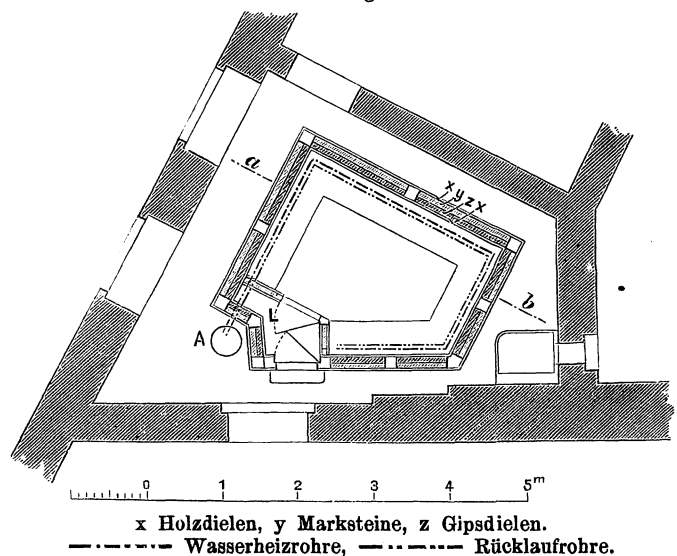 a
x y z x
b
L
A
0 1 2 3 4 5m
x Holzdielen, y Marksteine, z Gipsdielen.
Wasserheizrohre, Rücklaufrohre.